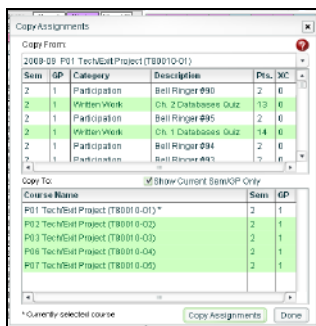 Copy Assignments
Copy From:
2008-09 P01 Tech/Exit Project (T80010-01)
Sem GP Category Description Pts. XC
2 1 Participation Bell Ringer #90 2 0
2 1 Written Work Ch. 2 Databases Quiz 13 0
2 1 Participation Bell Ringer #95 2 0
2 1 Written Work Ch. 1 Databases Quiz 14 0
2 1 Participation Bell Ringer #94 2 0
2 1 Participation Bell Ringer #93 2 0
Copy To: Show Current Sem/GP Only
Course Name Sem GP
P01 Tech/Exit Project (T80010-01) * 2 1
P02 Tech/Exit Project (T80010-02) 2 1
P03 Tech/Exit Project (T80010-03) 2 1
P06 Tech/Exit Project (T80010-04) 2 1
P07 Tech/Exit Project (T80010-05) 2 1
* Currently selected course Copy Assignments Done